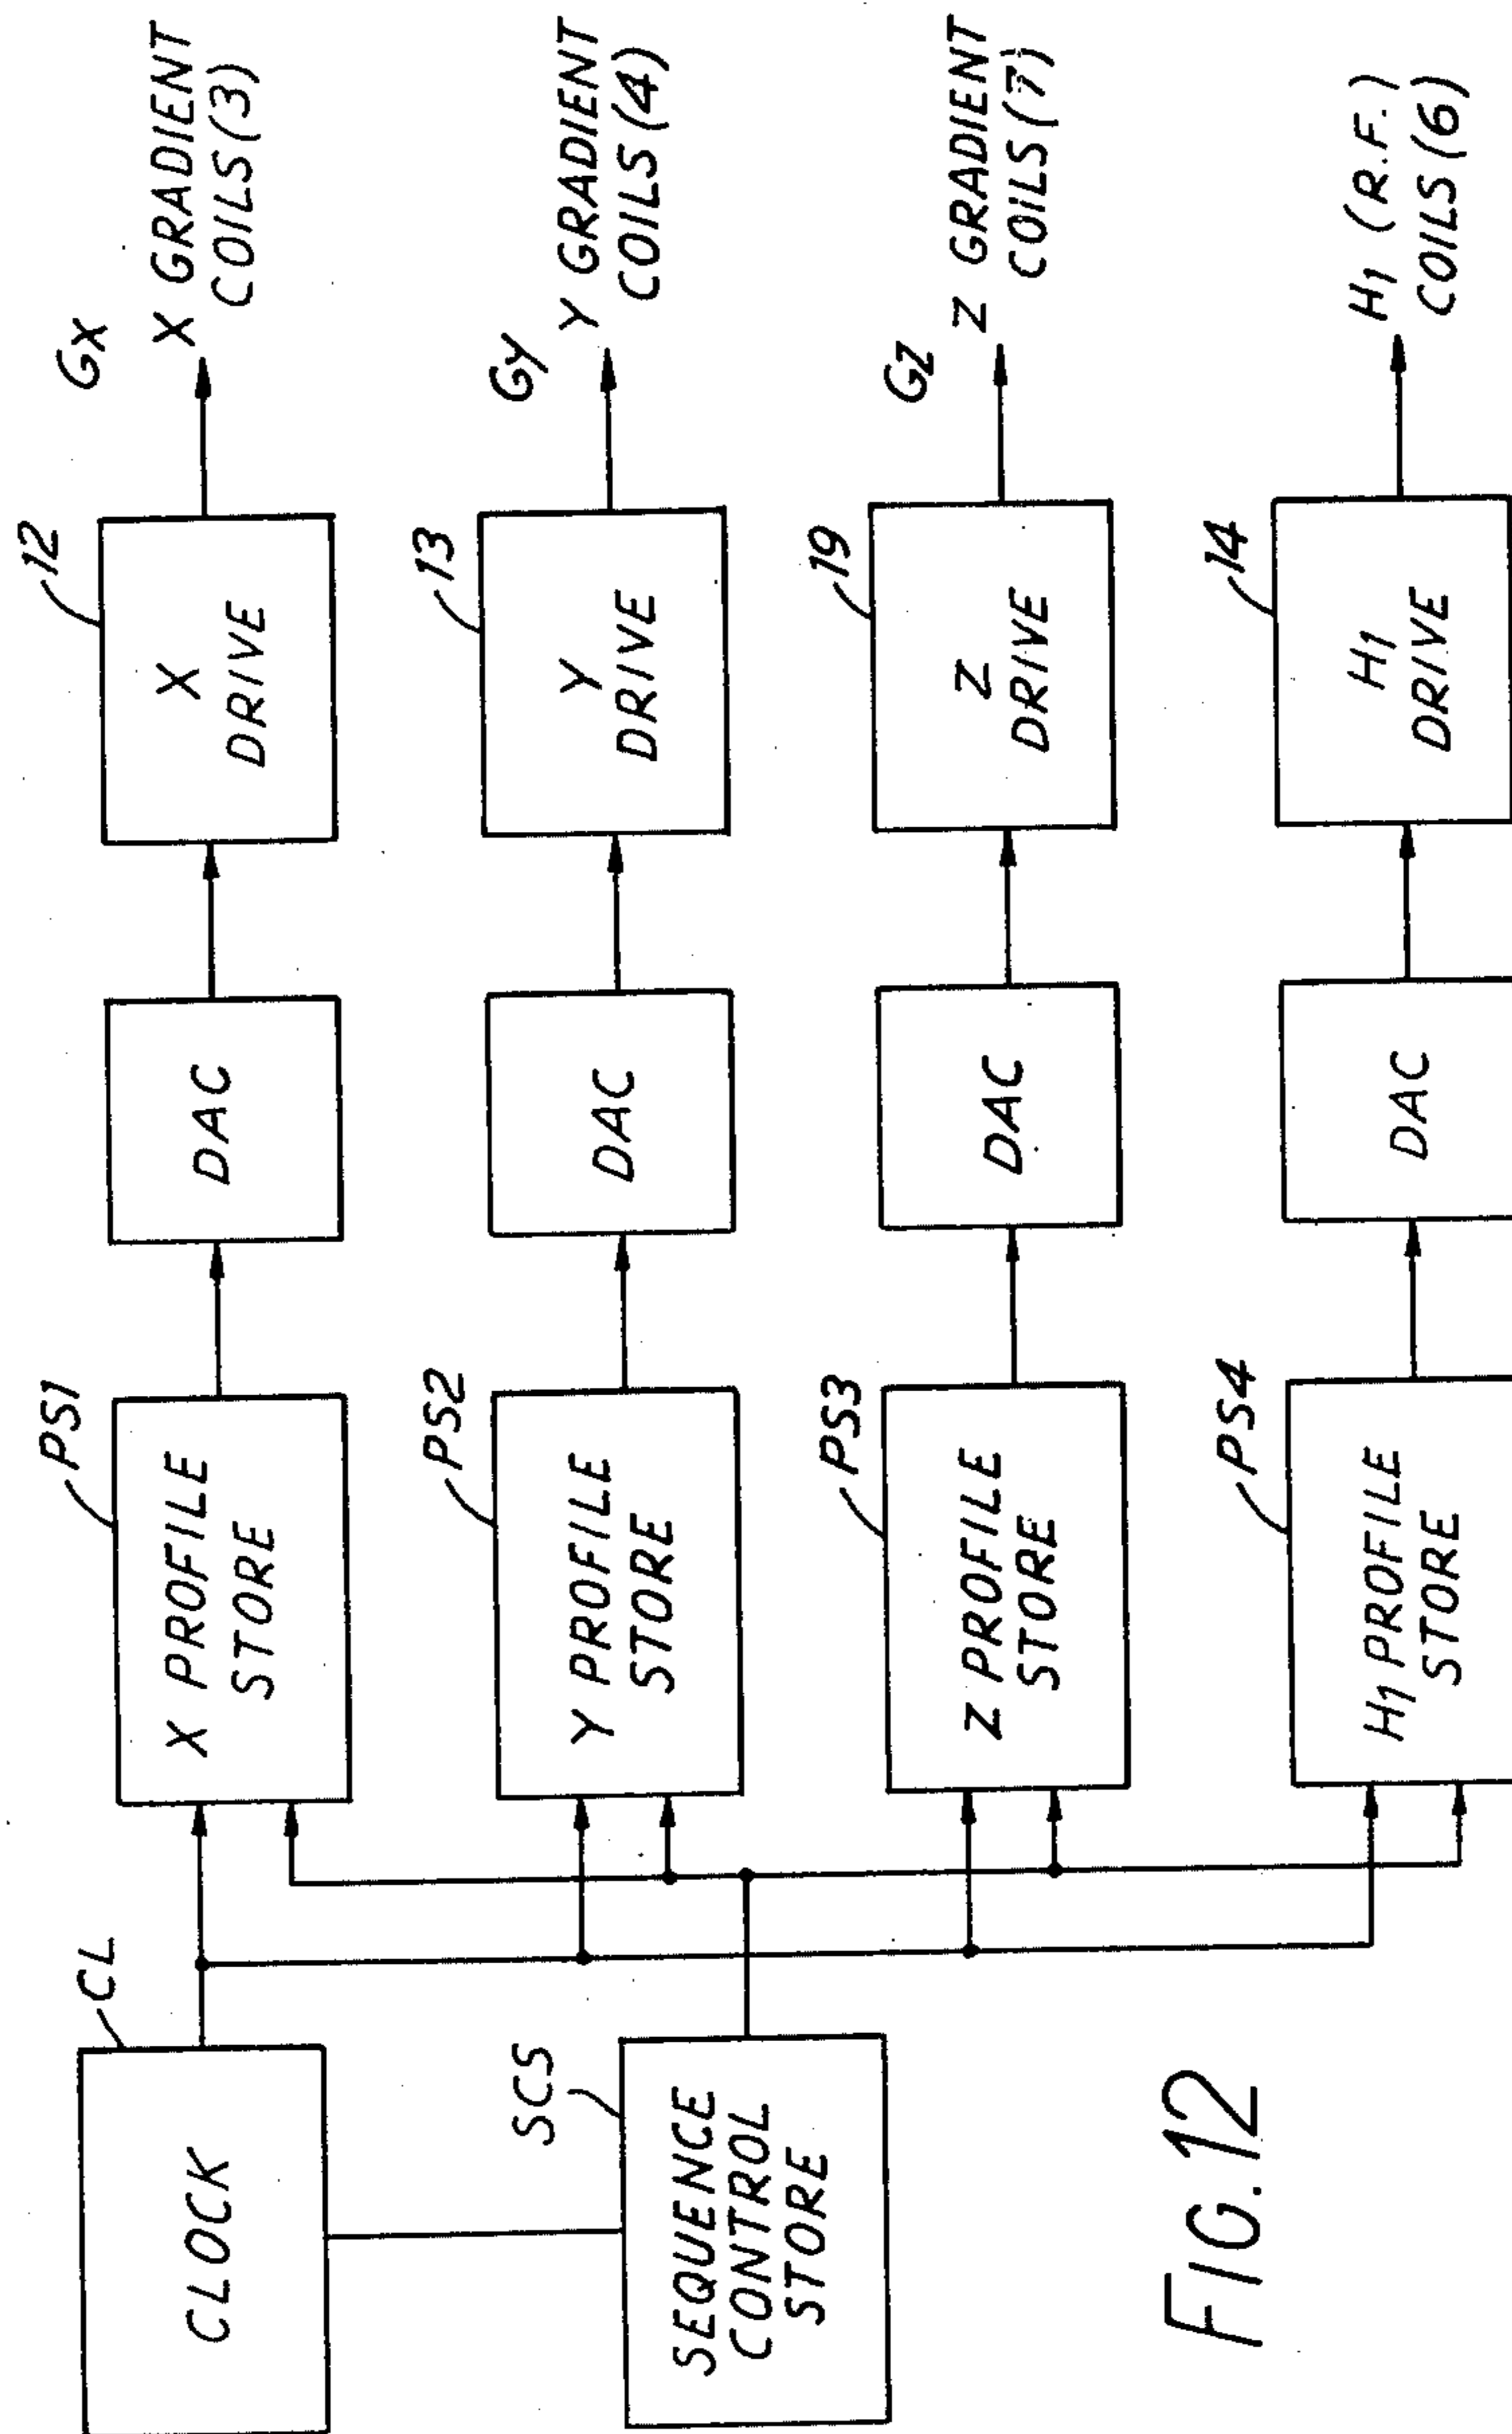 CLOCK
CL
SEQUENCE
CONTROL
STORE
SCS
X PROFILE
STORE
PS1
DAC
X
DRIVE
12
GX
X GRADIENT
COILS (3)
Y PROFILE
STORE
PS2
DAC
Y
DRIVE
13
GY
Y GRADIENT
COILS (4)
Z PROFILE
STORE
PS3
DAC
Z
DRIVE
19
GZ
Z GRADIENT
COILS (7)
H1 PROFILE
STORE
PS4
DAC
H1
DRIVE
14
H1 (R.F.)
COILS (6)
FIG. 12